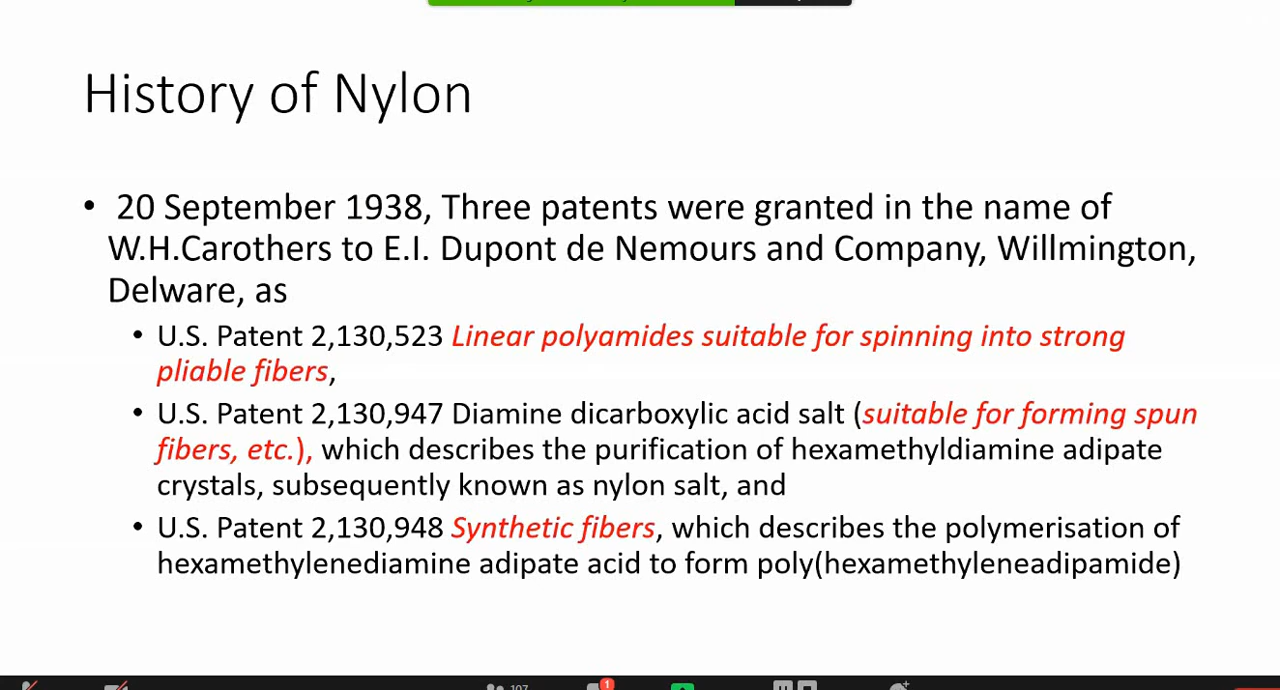 History of Nylon
• 20 September 1938, Three patents were granted in the name of
W.H.Carothers to E.I. Dupont de Nemours and Company, Willmington,
Delware, as
• U.S. Patent 2,130,523 Linear polyamides suitable for spinning into strong
pliable fibers,
• U.S. Patent 2,130,947 Diamine dicarboxylic acid salt (suitable for forming spun
fibers, etc.), which describes the purification of hexamethyldiamine adipate
crystals, subsequently known as nylon salt, and
• U.S. Patent 2,130,948 Synthetic fibers, which describes the polymerisation of
hexamethylenediamine adipate acid to form poly(hexamethyleneadipamide)
107
1